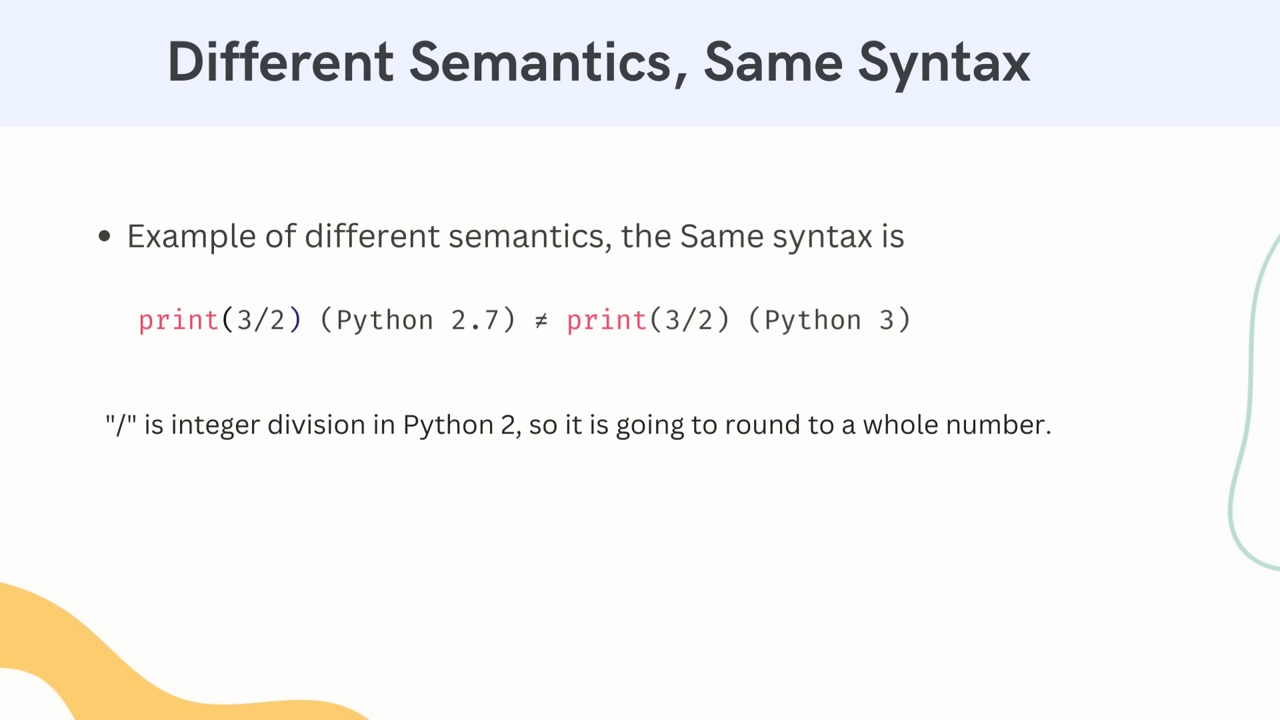 Different Semantics, Same Syntax
• Example of different semantics, the Same syntax is
print(3/2) (Python 2.7) ≠ print(3/2) (Python 3)
"/" is integer division in Python 2, so it is going to round to a whole number.